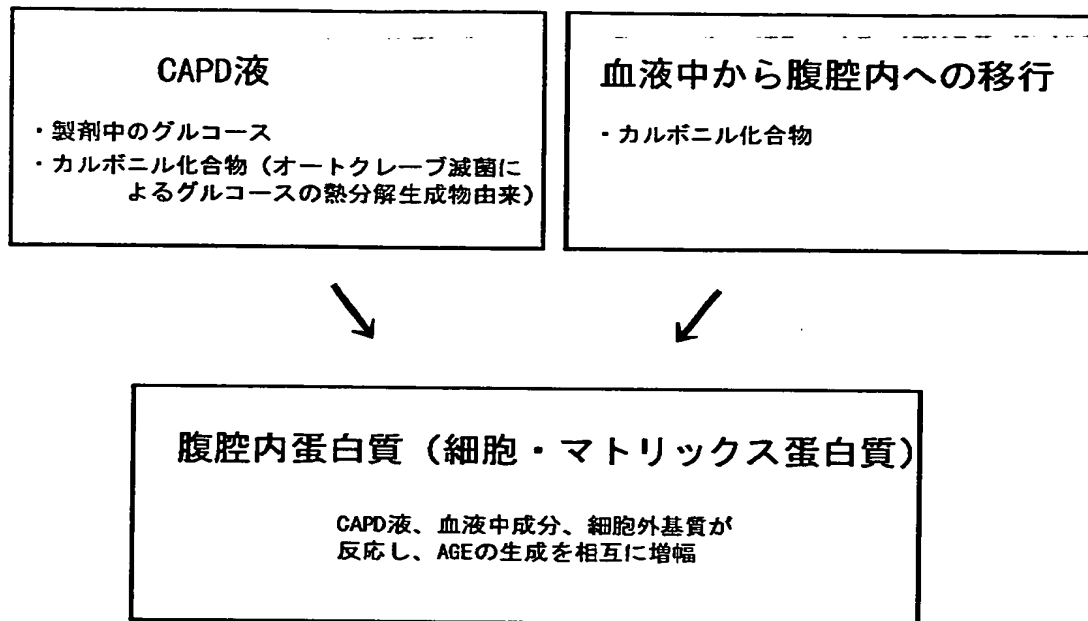 CAPD液
・製剤中のグルコース
・カルボニル化合物（オートクレーブ滅菌に
よるグルコースの熱分解生成物由来）
血液中から腹腔内への移行
・カルボニル化合物
腹腔内蛋白質（細胞・マトリックス蛋白質）
CAPD液、血液中成分、細胞外基質が
反応し、AGEの生成を相互に増幅